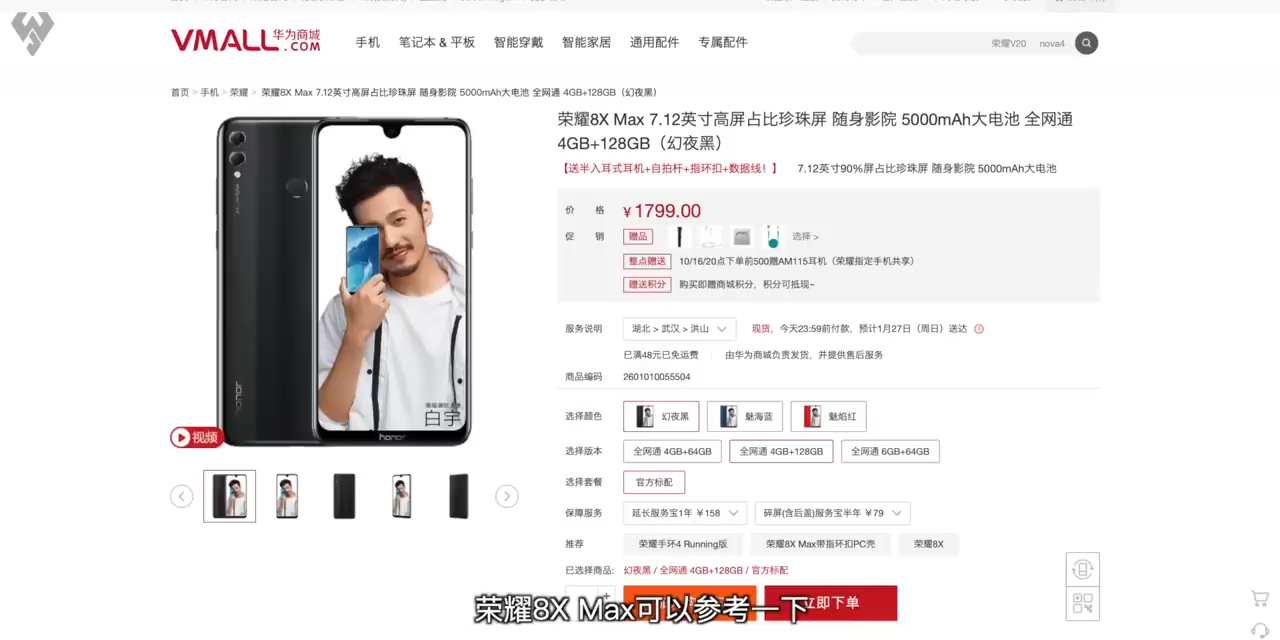 VMALL 华为商城 .COM
手机 笔记本 & 平板 智能穿戴 智能家居 通用配件 专属配件
荣耀V20 nova4
首页 > 手机 > 荣耀 > 荣耀8X Max 7.12英寸高屏占比珍珠屏 随身影院 5000mAh大电池 全网通 4GB+128GB（幻夜黑）
荣耀8X Max 7.12英寸高屏占比珍珠屏 随身影院 5000mAh大电池 全网通
4GB+128GB（幻夜黑）
【送半入耳式耳机+自拍杆+指环扣+数据线！】 7.12英寸90%屏占比珍珠屏 随身影院 5000mAh大电池
价 格 ¥1799.00
促 销 赠品 选择 >
整点赠送 10/16/20点下单前500赠AM115耳机（荣耀指定手机共享）
赠送积分 购买即赠商城积分，积分可抵现~
服务说明 湖北 > 武汉 > 洪山 现货，今天23:59前付款，预计1月27日（周日）送达
已满48元已免运费 由华为商城负责发货，并提供售后服务
商品编码 2601010055504
选择颜色 幻夜黑 魅海蓝 魅焰红
选择版本 全网通 4GB+64GB 全网通 4GB+128GB 全网通 6GB+64GB
选择套餐 官方标配
保障服务 延长服务宝1年 ¥158 碎屏(含后盖)服务宝半年 ¥79
推荐 荣耀手环4 Running版 荣耀8X Max带指环扣PC壳 荣耀8X
已选择商品: 幻夜黑 / 全网通 4GB+128GB / 官方标配
立即下单
honor
白宇
honor
视频
荣耀8X Max可以参考一下